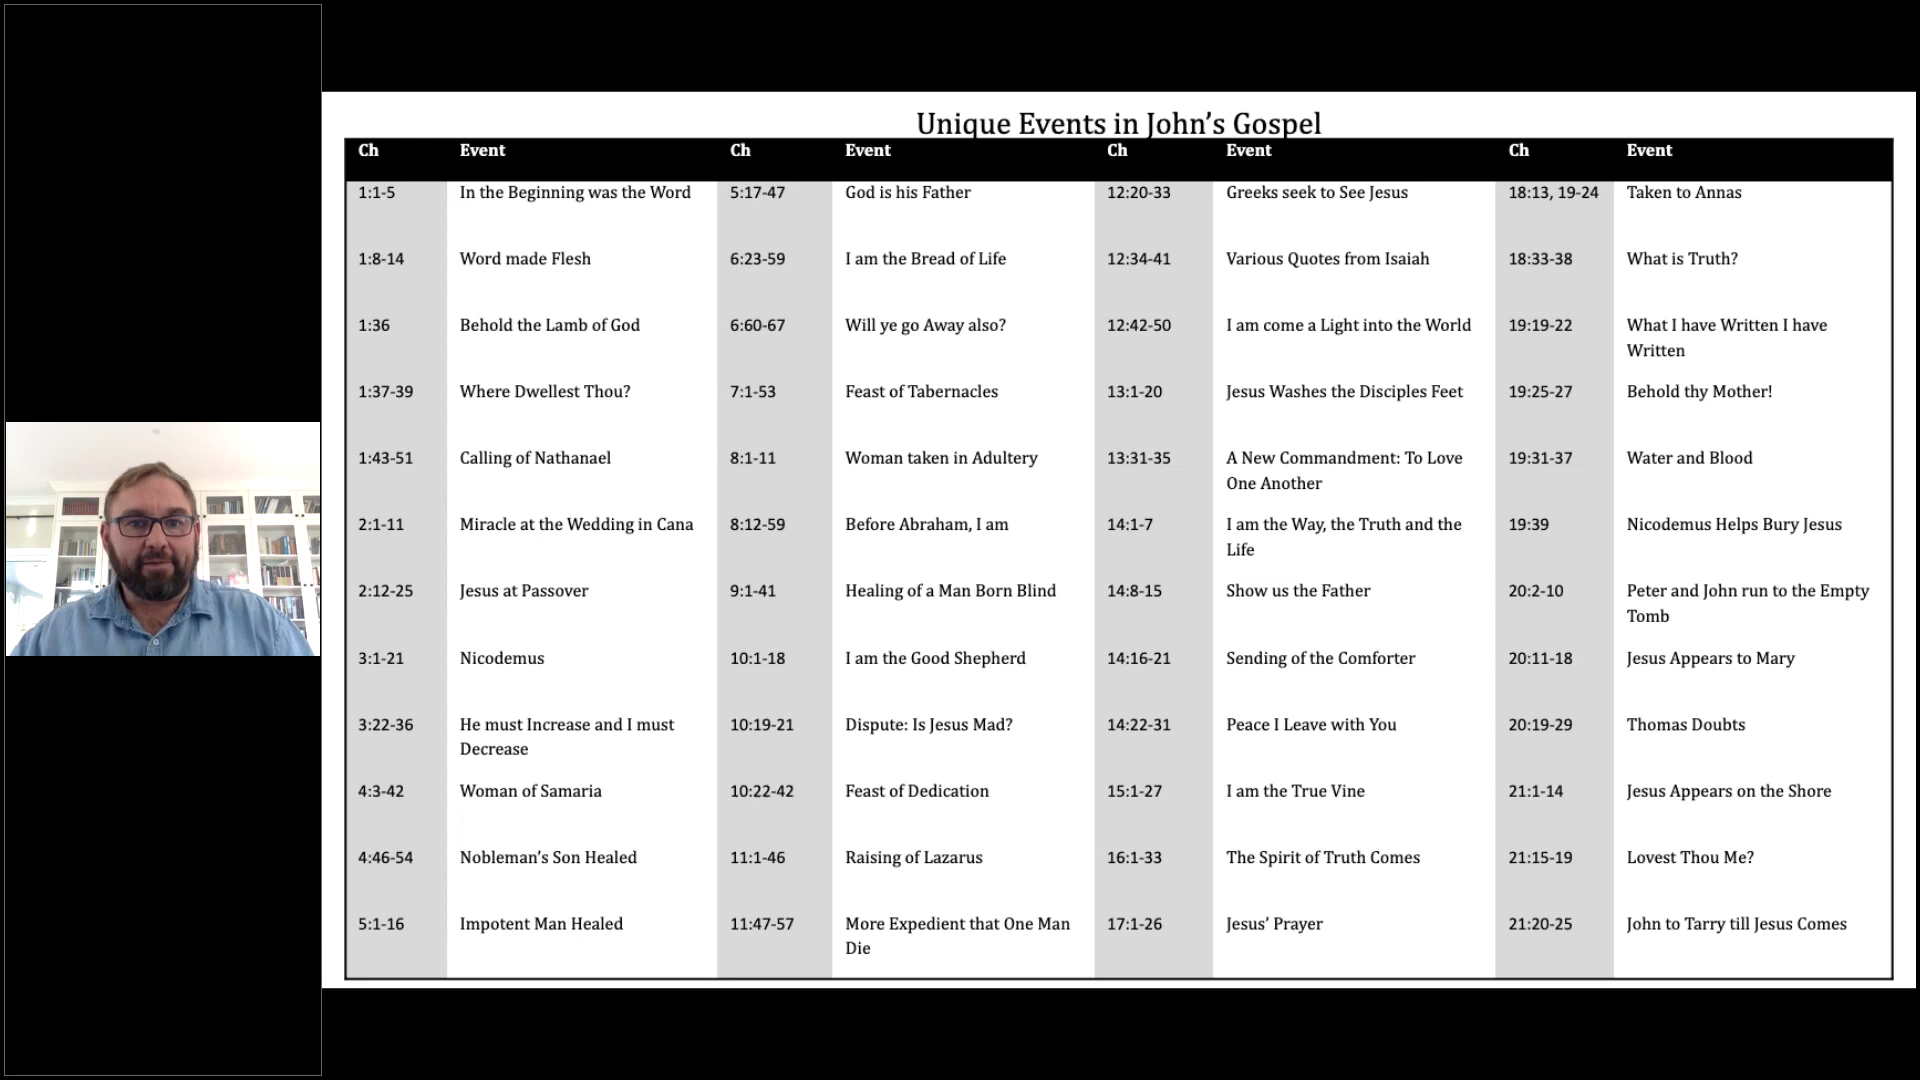 Unique Events in John’s Gospel
Ch Event Ch Event Ch Event Ch Event
1:1-5 In the Beginning was the Word 5:17-47 God is his Father 12:20-33 Greeks seek to See Jesus 18:13, 19-24 Taken to Annas
1:8-14 Word made Flesh 6:23-59 I am the Bread of Life 12:34-41 Various Quotes from Isaiah 18:33-38 What is Truth?
1:36 Behold the Lamb of God 6:60-67 Will ye go Away also? 12:42-50 I am come a Light into the World 19:19-22 What I have Written I have
Written
1:37-39 Where Dwellest Thou? 7:1-53 Feast of Tabernacles 13:1-20 Jesus Washes the Disciples Feet 19:25-27 Behold thy Mother!
1:43-51 Calling of Nathanael 8:1-11 Woman taken in Adultery 13:31-35 A New Commandment: To Love 19:31-37 Water and Blood
One Another
2:1-11 Miracle at the Wedding in Cana 8:12-59 Before Abraham, I am 14:1-7 I am the Way, the Truth and the 19:39 Nicodemus Helps Bury Jesus
Life
2:12-25 Jesus at Passover 9:1-41 Healing of a Man Born Blind 14:8-15 Show us the Father 20:2-10 Peter and John run to the Empty
Tomb
3:1-21 Nicodemus 10:1-18 I am the Good Shepherd 14:16-21 Sending of the Comforter 20:11-18 Jesus Appears to Mary
3:22-36 He must Increase and I must 10:19-21 Dispute: Is Jesus Mad? 14:22-31 Peace I Leave with You 20:19-29 Thomas Doubts
Decrease
4:3-42 Woman of Samaria 10:22-42 Feast of Dedication 15:1-27 I am the True Vine 21:1-14 Jesus Appears on the Shore
4:46-54 Nobleman’s Son Healed 11:1-46 Raising of Lazarus 16:1-33 The Spirit of Truth Comes 21:15-19 Lovest Thou Me?
5:1-16 Impotent Man Healed 11:47-57 More Expedient that One Man 17:1-26 Jesus’ Prayer 21:20-25 John to Tarry till Jesus Comes
Die